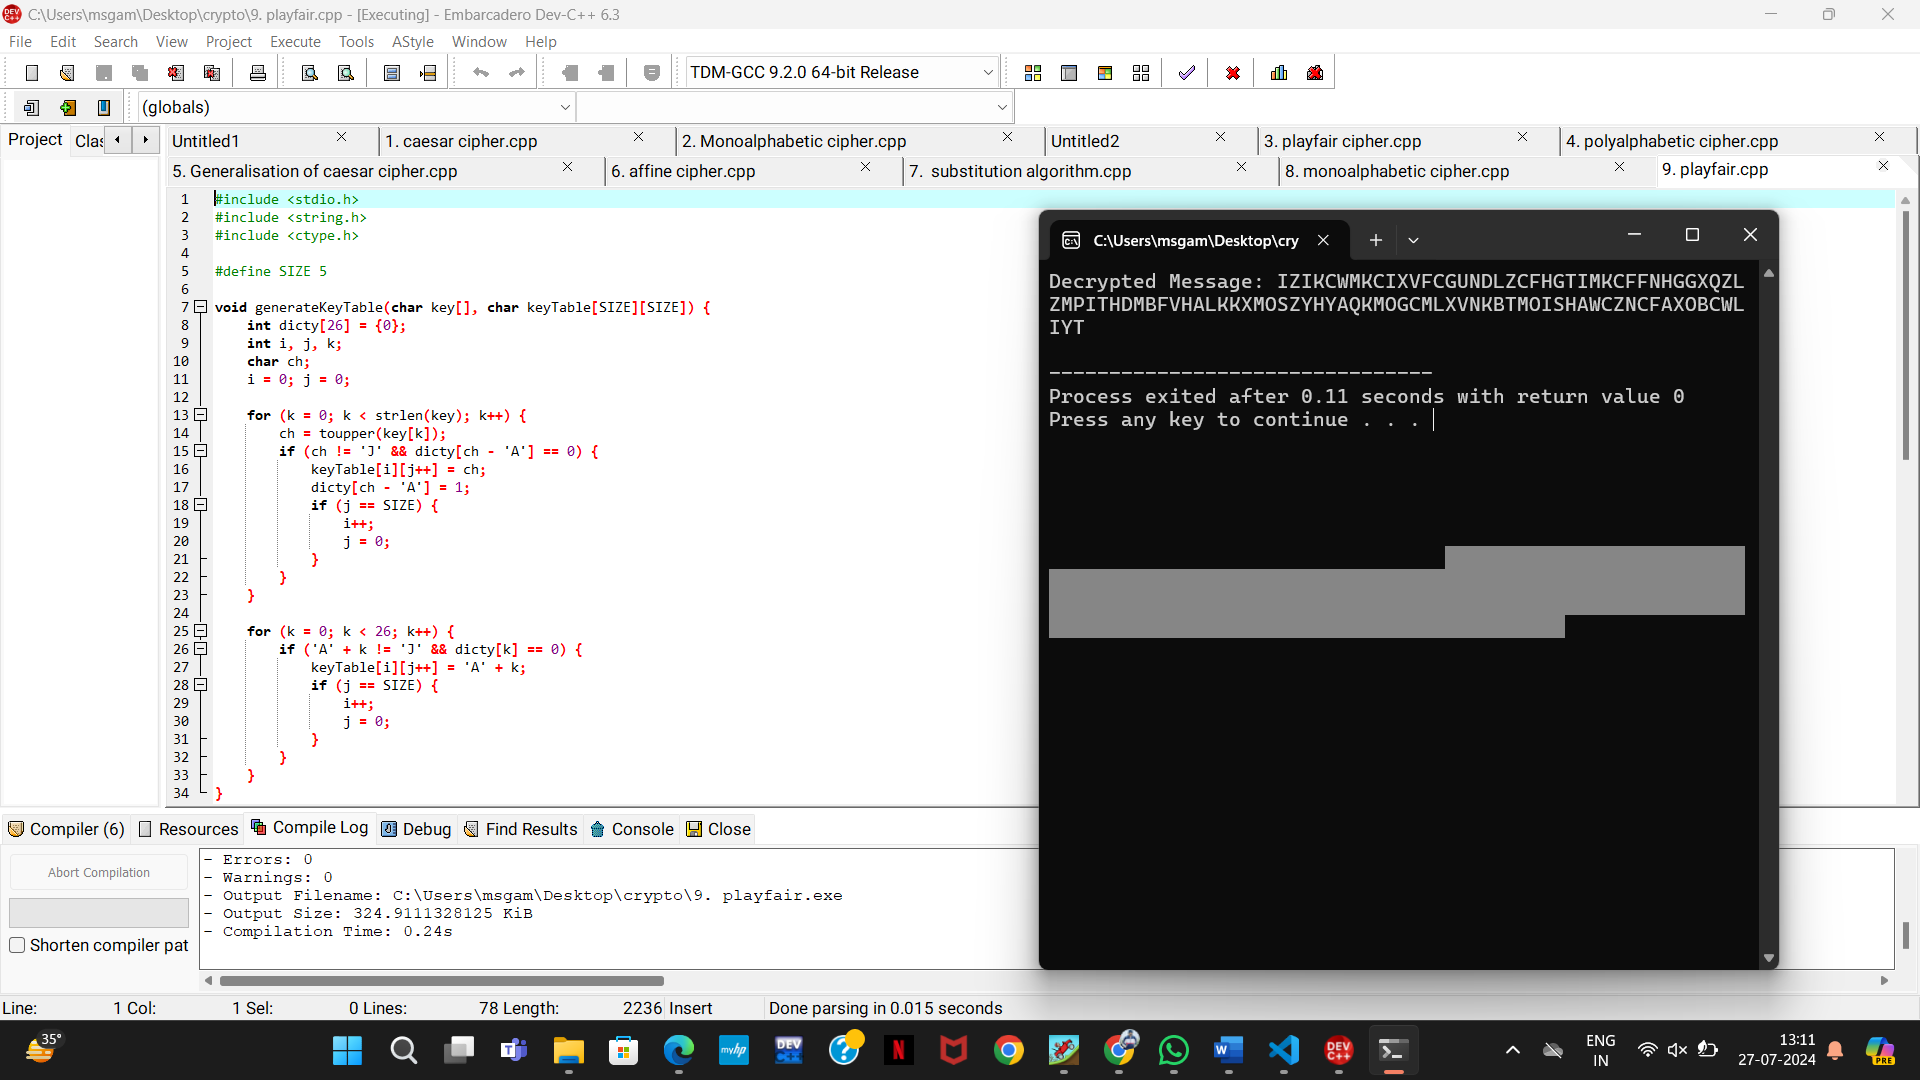 C:\Users\msgam\Desktop\crypto\9. playfair.cpp - [Executing] - Embarcadero Dev-C++ 6.3
File Edit Search View Project Execute Tools AStyle Window Help
TDM-GCC 9.2.0 64-bit Release
(globals)
Project Clas
Untitled1 1. caesar cipher.cpp 2. Monoalphabetic cipher.cpp Untitled2 3. playfair cipher.cpp 4. polyalphabetic cipher.cpp
5. Generalisation of caesar cipher.cpp 6. affine cipher.cpp 7. substitution algorithm.cpp 8. monoalphabetic cipher.cpp 9. playfair.cpp
1 #include <stdio.h>
2 #include <string.h>
3 #include <ctype.h>
4
5 #define SIZE 5
6
7 void generateKeyTable(char key[], char keyTable[SIZE][SIZE]) {
8 int dicty[26] = {0};
9 int i, j, k;
10 char ch;
11 i = 0; j = 0;
12
13 for (k = 0; k < strlen(key); k++) {
14 ch = toupper(key[k]);
15 if (ch != 'J' && dicty[ch - 'A'] == 0) {
16 keyTable[i][j++] = ch;
17 dicty[ch - 'A'] = 1;
18 if (j == SIZE) {
19 i++;
20 j = 0;
21 }
22 }
23 }
24
25 for (k = 0; k < 26; k++) {
26 if ('A' + k != 'J' && dicty[k] == 0) {
27 keyTable[i][j++] = 'A' + k;
28 if (j == SIZE) {
29 i++;
30 j = 0;
31 }
32 }
33 }
34 }
C:\Users\msgam\Desktop\cry
Decrypted Message: IZIKCWMKCIXVFCGUNDLZCFHGTIMKCFFNHGGXQZL
ZMPITHDMBFVHALKKXMOSZYHYAQKMOGCMLXVNKBTMOISHAWCZNCFAXOBCWL
IYT
--------------------------------
Process exited after 0.11 seconds with return value 0
Press any key to continue . . .
Compiler (6) Resources Compile Log Debug Find Results Console Close
Abort Compilation
Shorten compiler pat
- Errors: 0
- Warnings: 0
- Output Filename: C:\Users\msgam\Desktop\crypto\9. playfair.exe
- Output Size: 324.9111328125 KiB
- Compilation Time: 0.24s
Line: 1 Col: 1 Sel: 0 Lines: 78 Length: 2236 Insert Done parsing in 0.015 seconds
35°
myhp
DEV C++
N
W
DEV C++
ENG
IN
13:11
27-07-2024
PRE